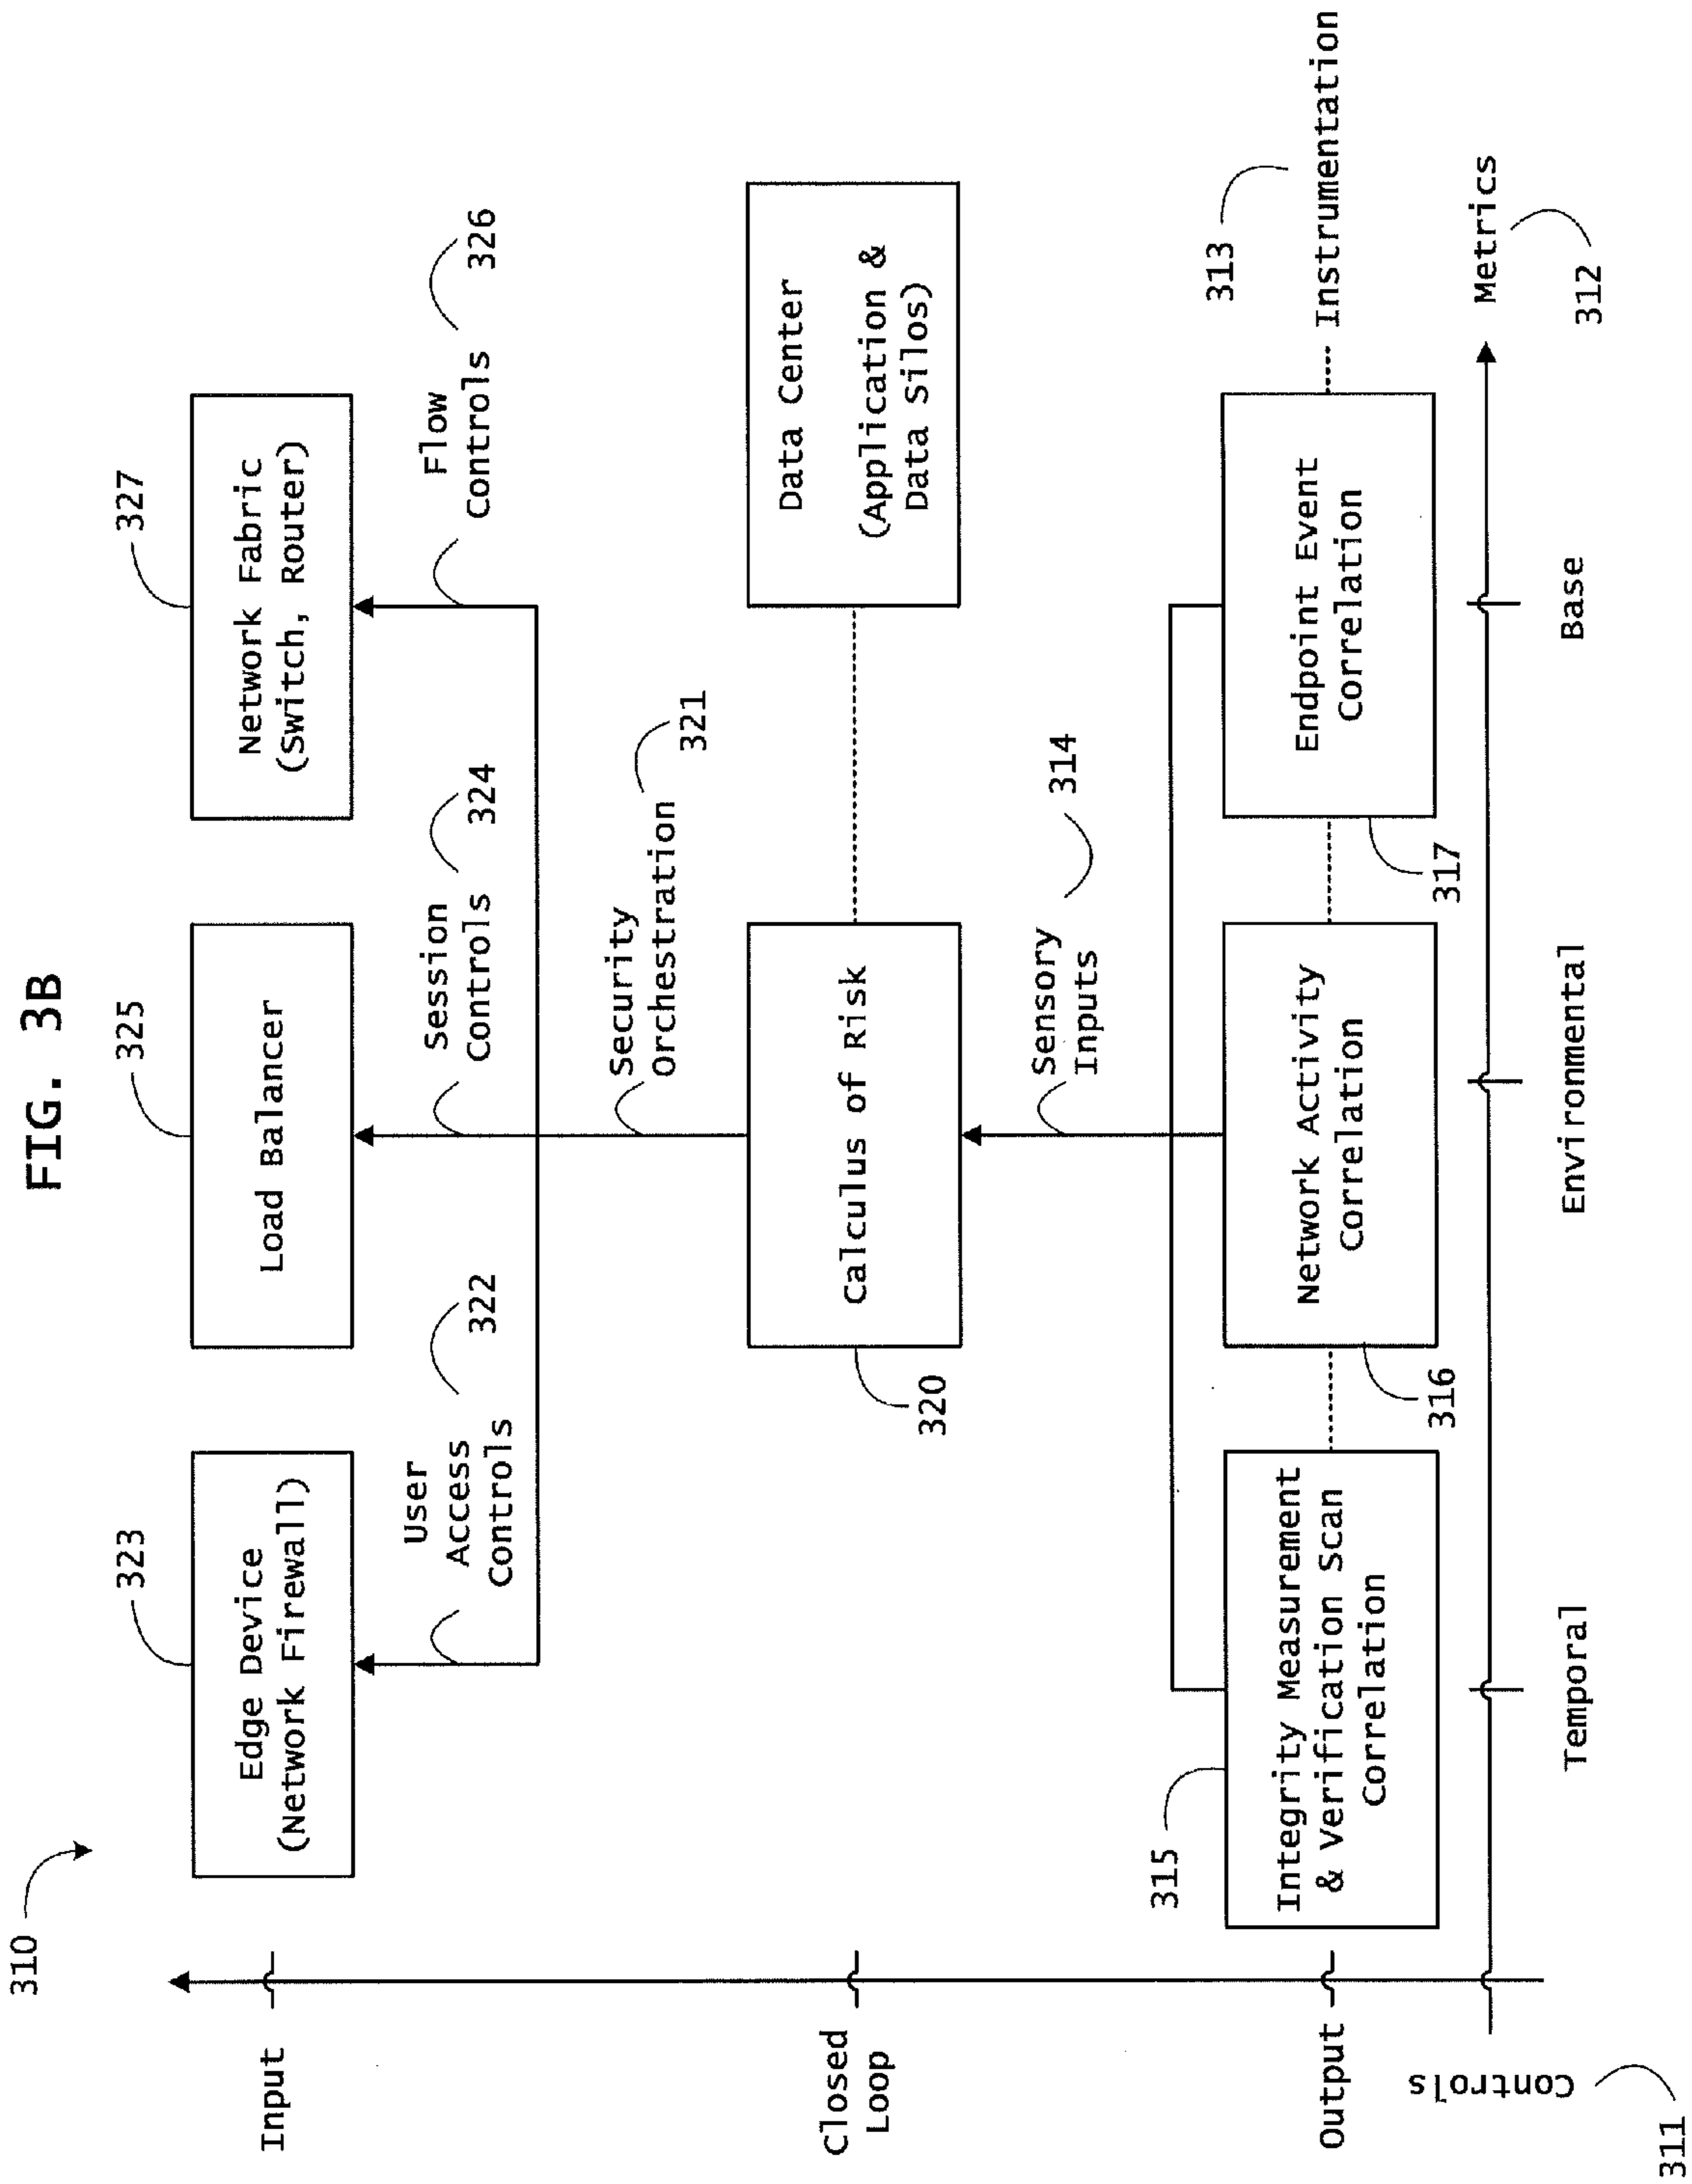 FIG. 3B
310
323
325
327
Input
Edge Device
(Network Firewall)
Load Balancer
Network Fabric
(Switch, Router)
User
Access
Controls
322
Session
Controls
324
Flow
Controls
326
Security
Orchestration
321
Closed
Loop
Calculus of Risk
320
Data Center
(Application &
Data Silos)
Sensory
Inputs
314
313
315
Output
Integrity Measurement
& Verification Scan
Correlation
Network Activity
Correlation
316
Endpoint Event
Correlation
317
Instrumentation
Controls
311
Metrics
312
Temporal
Environmental
Base